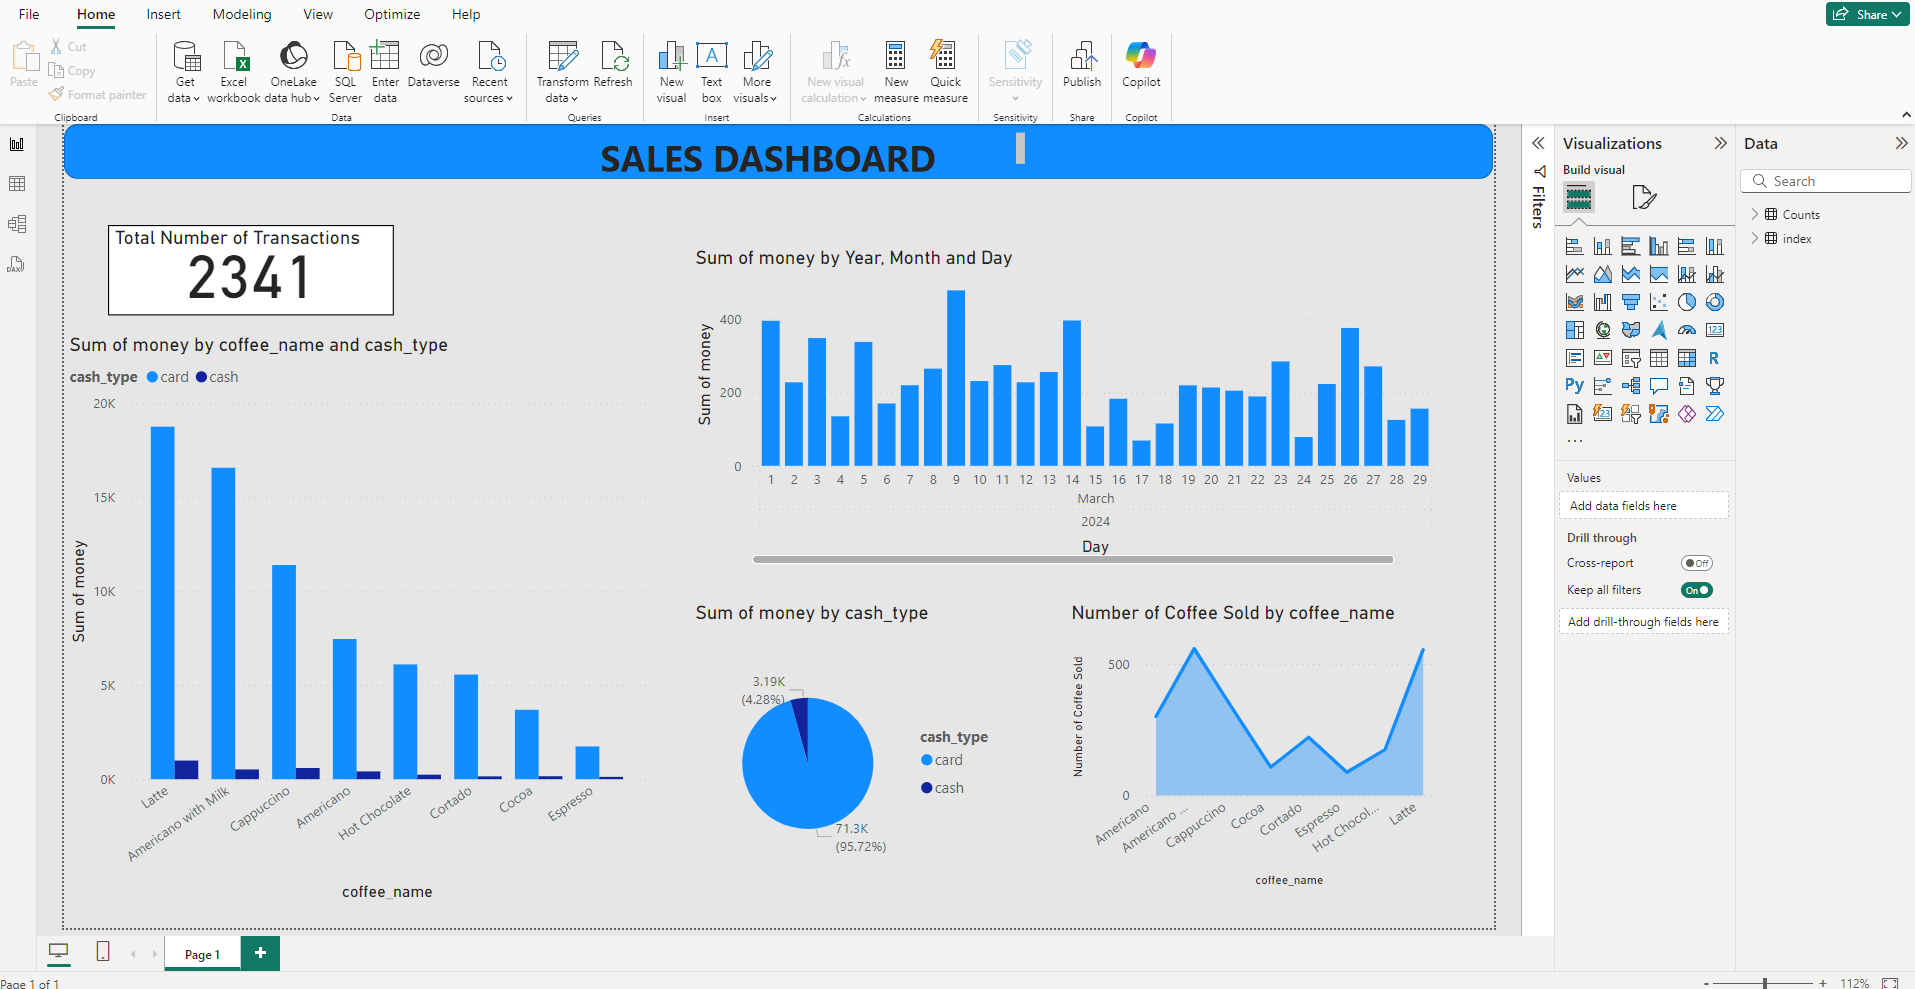 File Home Insert Modeling View Optimize Help
Share
Paste
Cut
Copy
Format painter
Clipboard
Get data
Excel workbook
OneLake data hub
SQL Server
Enter data
Dataverse
Recent sources
Data
Transform data
Refresh
Queries
New visual
Text box
More visuals
Insert
New visual calculation
New measure
Quick measure
Calculations
Sensitivity
Sensitivity
Publish
Share
Copilot
Copilot
SALES DASHBOARD
Total Number of Transactions
2341
Sum of money by coffee_name and cash_type
cash_type card cash
20K
15K
10K
5K
0K
Sum of money
Latte
Americano with Milk
Cappuccino
Americano
Hot Chocolate
Cortado
Cocoa
Espresso
coffee_name
Sum of money by Year, Month and Day
400
200
0
Sum of money
1 2 3 4 5 6 7 8 9 10 11 12 13 14 15 16 17 18 19 20 21 22 23 24 25 26 27 28 29
March
2024
Day
Sum of money by cash_type
3.19K
(4.28%)
71.3K
(95.72%)
cash_type
card
cash
Number of Coffee Sold by coffee_name
500
0
Number of Coffee Sold
Americano
Americano ...
Cappuccino
Cocoa
Cortado
Espresso
Hot Chocol...
Latte
coffee_name
Filters
Visualizations
Build visual
123
R
Py
123
...
Values
Add data fields here
Drill through
Cross-report
Off
Keep all filters
On
Add drill-through fields here
Data
Search
Counts
index
DAX
Page 1
+
Page 1 of 1
- + 112%